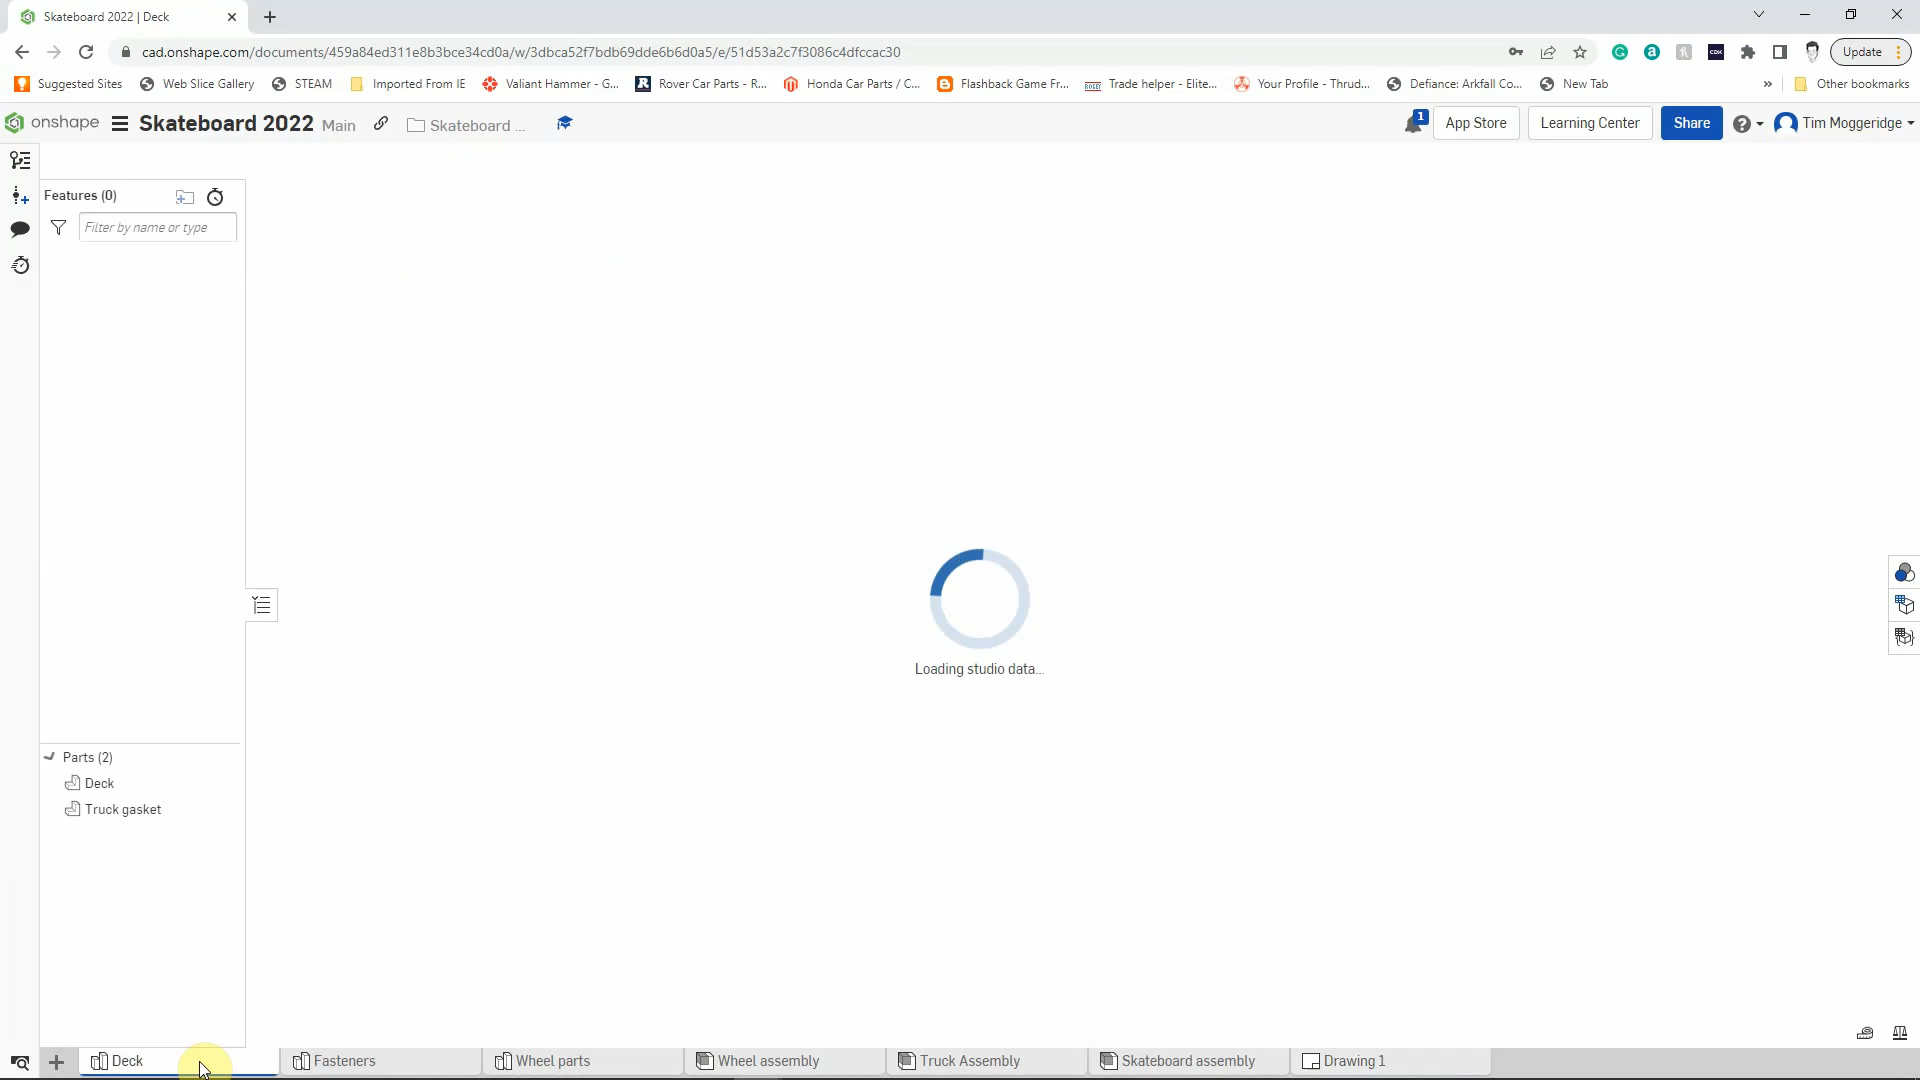 Skateboard 2022 | Deck
cad.onshape.com/documents/459a84ed311e8b3bce34cd0a/w/3dbca52f7bdb69dde6b6d0a5/e/51d53a2c7f3086c4dfccac30
Update
Suggested Sites
Web Slice Gallery
STEAM
Imported From IE
Valiant Hammer - G...
Rover Car Parts - R...
Honda Car Parts / C...
Flashback Game Fr...
Trade helper - Elite...
Your Profile - Thrud...
Defiance: Arkfall Co...
New Tab
»
Other bookmarks
onshape
Skateboard 2022 Main
Skateboard ...
1
App Store
Learning Center
Share
Tim Moggeridge
Features (0)
Filter by name or type
Loading studio data...
Parts (2)
Deck
Truck gasket
Deck
Fasteners
Wheel parts
Wheel assembly
Truck Assembly
Skateboard assembly
Drawing 1